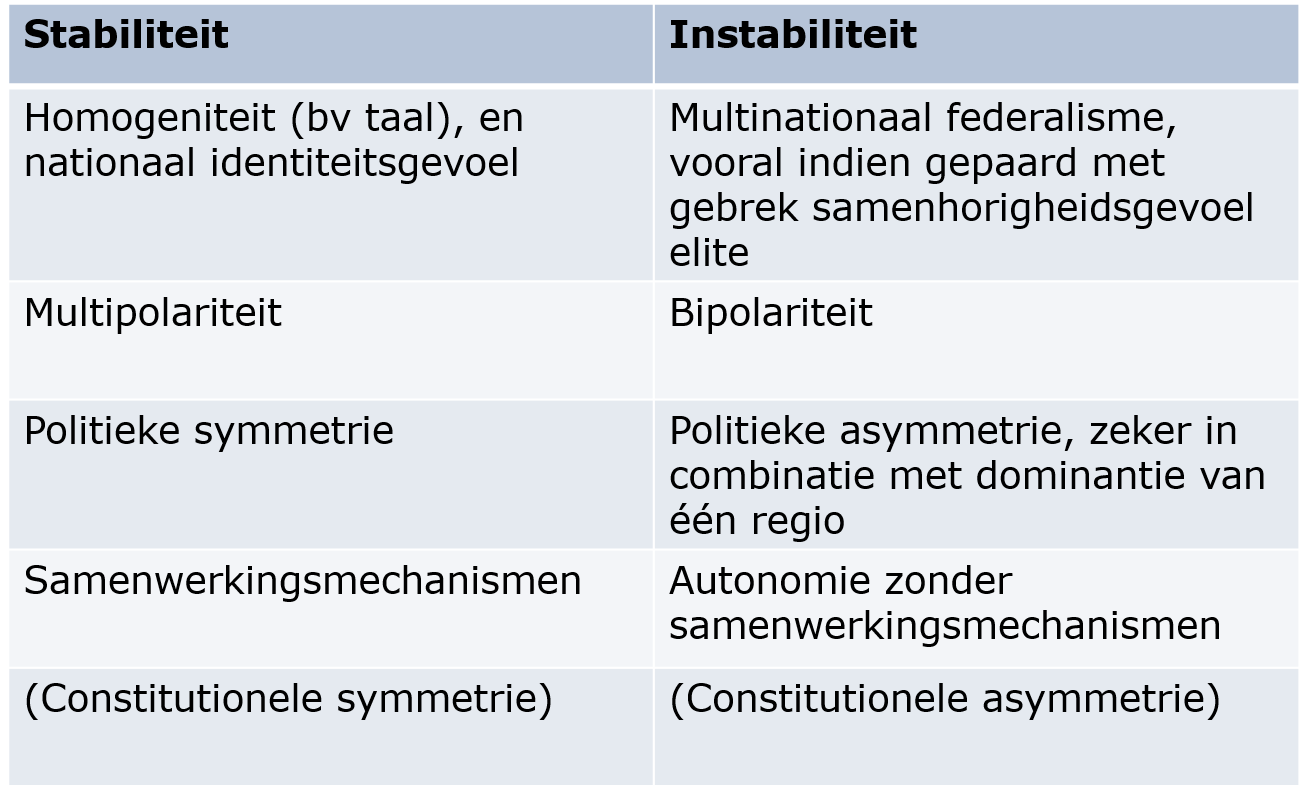 Stabiliteit
Instabiliteit
Homogeniteit (bv taal), en
nationaal identiteitsgevoel
Multinationaal federalisme,
vooral indien gepaard met
gebrek samenhorigheidsgevoel
elite
Multipolariteit
Bipolariteit
Politieke symmetrie
Politieke asymmetrie, zeker in
combinatie met dominantie van
één regio
Samenwerkingsmechanismen
Autonomie zonder
samenwerkingsmechanismen
(Constitutionele symmetrie)
(Constitutionele asymmetrie)